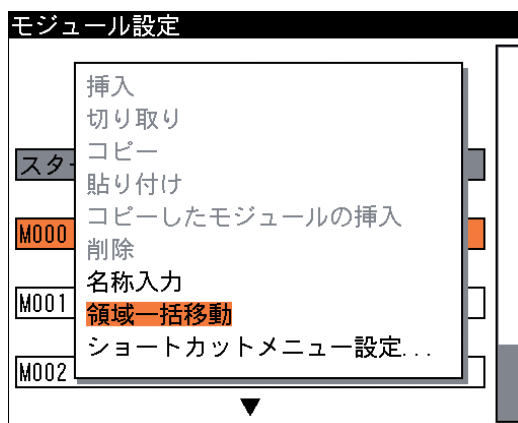 モジュール設定
挿入
切り取り
コピー
スター
貼り付け
コピーしたモジュールの挿入
M000
削除
名称入力
M001
領域一括移動
ショートカットメニュー設定...
M002
▼